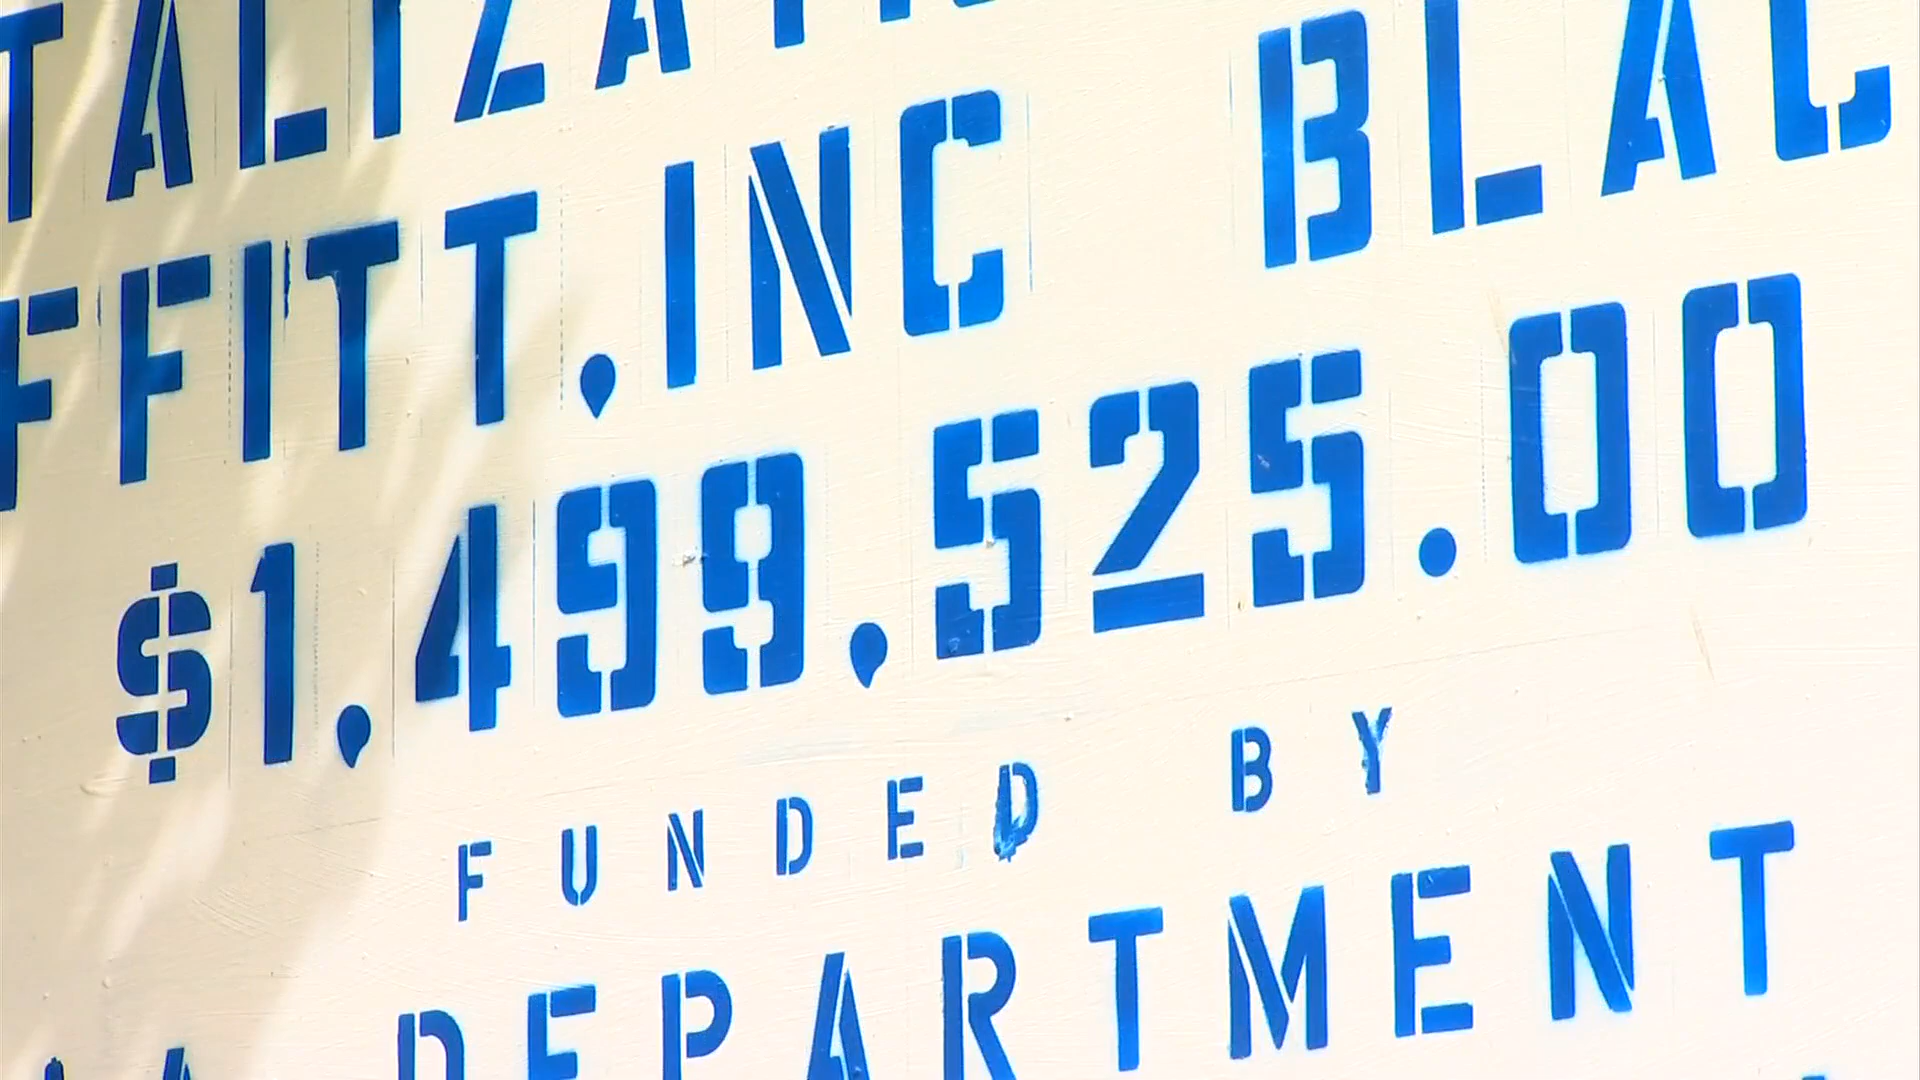 TALIZATI
FFITT.INC BLAC
$1,499,525.00
FUNDED BY
DEPARTMENT